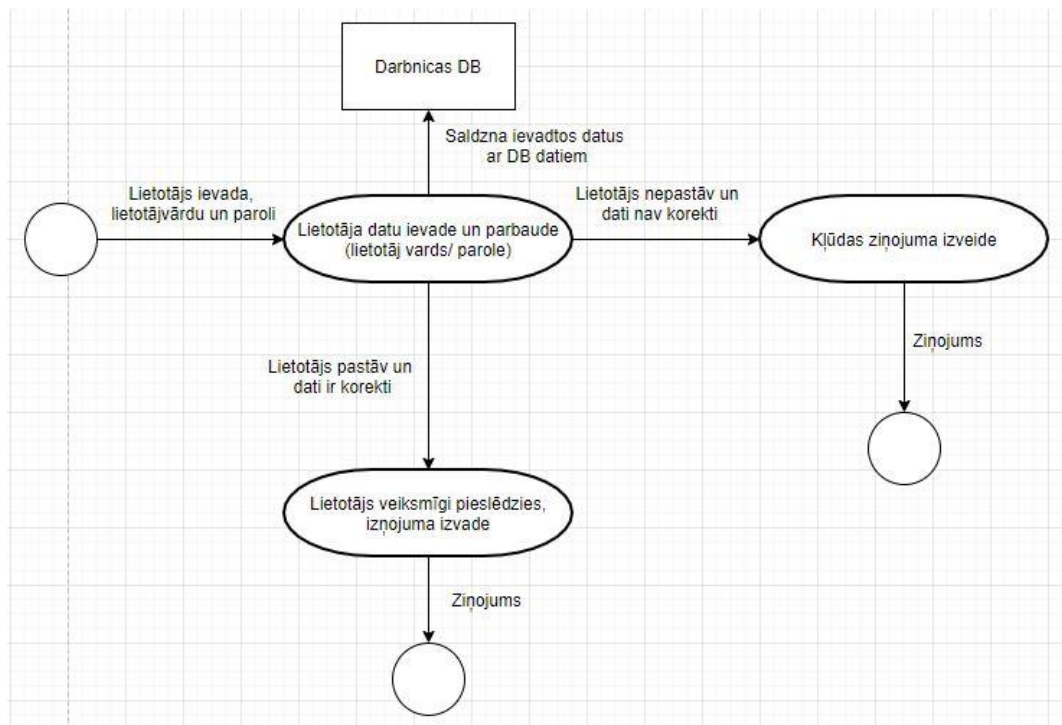 Darbnicas DB
Saldzna ievadtos datus
ar DB datiem
Lietotājs ievada,
lietotājvārdu un paroli
Lietotāja datu ievade un parbaude
(lietotāj vards/ parole)
Lietotājs nepastāv un
dati nav korekti
Kļūdas ziņojuma izveide
Ziņojums
Lietotājs pastāv un
dati ir korekti
Lietotājs veiksmīgi pieslēdzies,
izņojuma izvade
Ziņojums